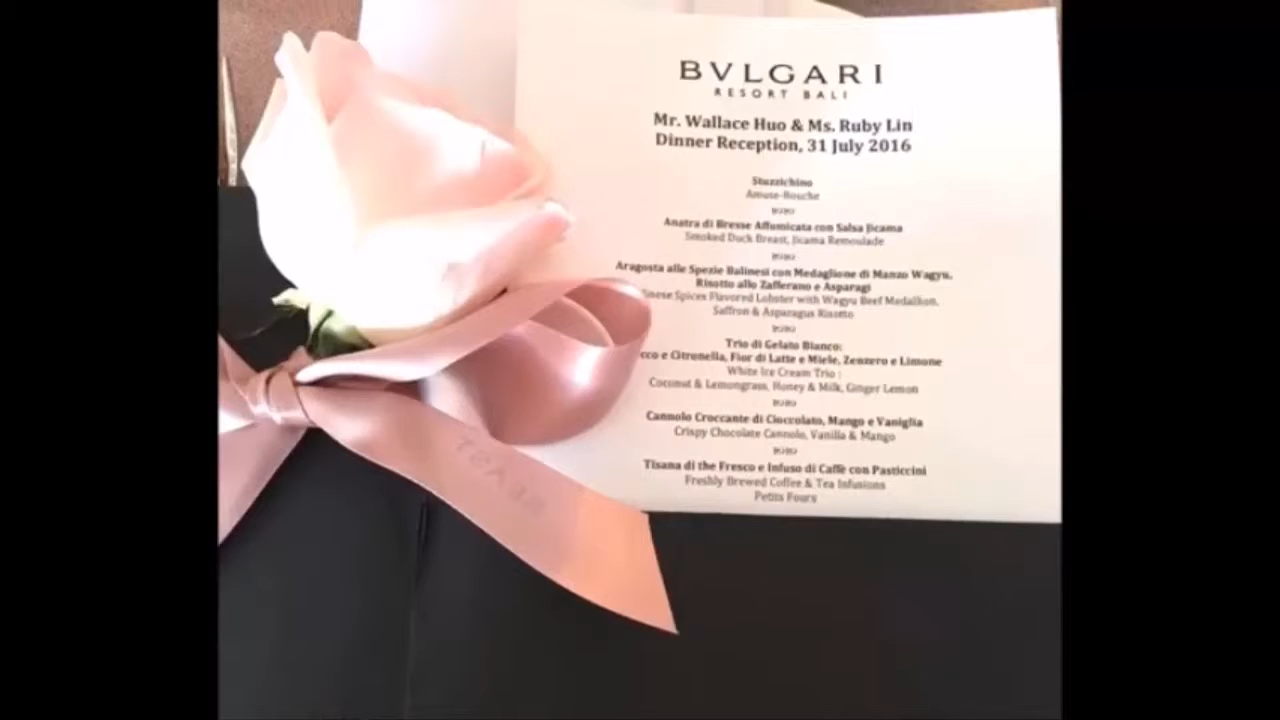 BVLGARI
RESORT BALI
Mr. Wallace Huo & Ms. Ruby Lin
Dinner Reception, 31 July 2016
Stuzzichino
Amuse-Bouche
Anatra di Bresse Affumicata con Salsa Jicama
Smoked Duck Breast, Jicama Remoulade
Aragosta alle Spezie Balinesi con Medaglione di Manzo Wagyu,
Risotto allo Zafferano e Asparagi
Spices Flavored Lobster with Wagyu Beef Medallion,
Saffron & Asparagus Risotto
Trio di Gelato Bianco:
e Citronella, Fior di Latte e Miele, Zenzero e Limone
White Ice Cream Trio :
Coconut & Lemongrass, Honey & Milk, Ginger Lemon
Cannolo Croccante di Cioccolato, Mango e Vaniglia
Crispy Chocolate Cannolo, Vanilla & Mango
Tisana di the Fresco e Infuso di Caffè con Pasticcini
Freshly Brewed Coffee & Tea Infusions
Petits Fours